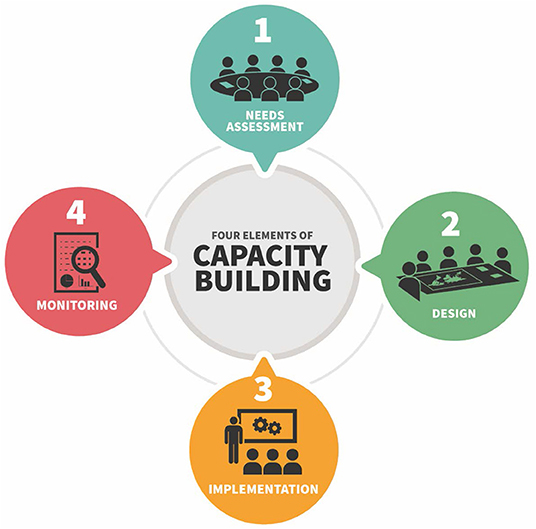 1
NEEDS
ASSESSMENT
2
DESIGN
3
IMPLEMENTATION
4
MONITORING
FOUR ELEMENTS OF
CAPACITY
BUILDING